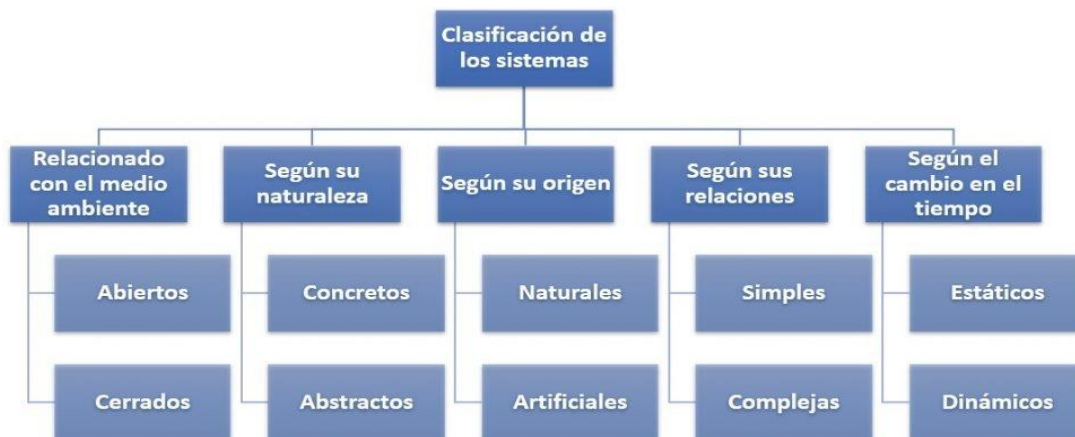 Clasificación de
los sistemas
Relacionado
con el medio
ambiente
Según su
naturaleza
Según su origen
Según sus
relaciones
Según el
cambio en el
tiempo
Abiertos
Concretos
Naturales
Simples
Estáticos
Cerrados
Abstractos
Artificiales
Complejas
Dinámicos